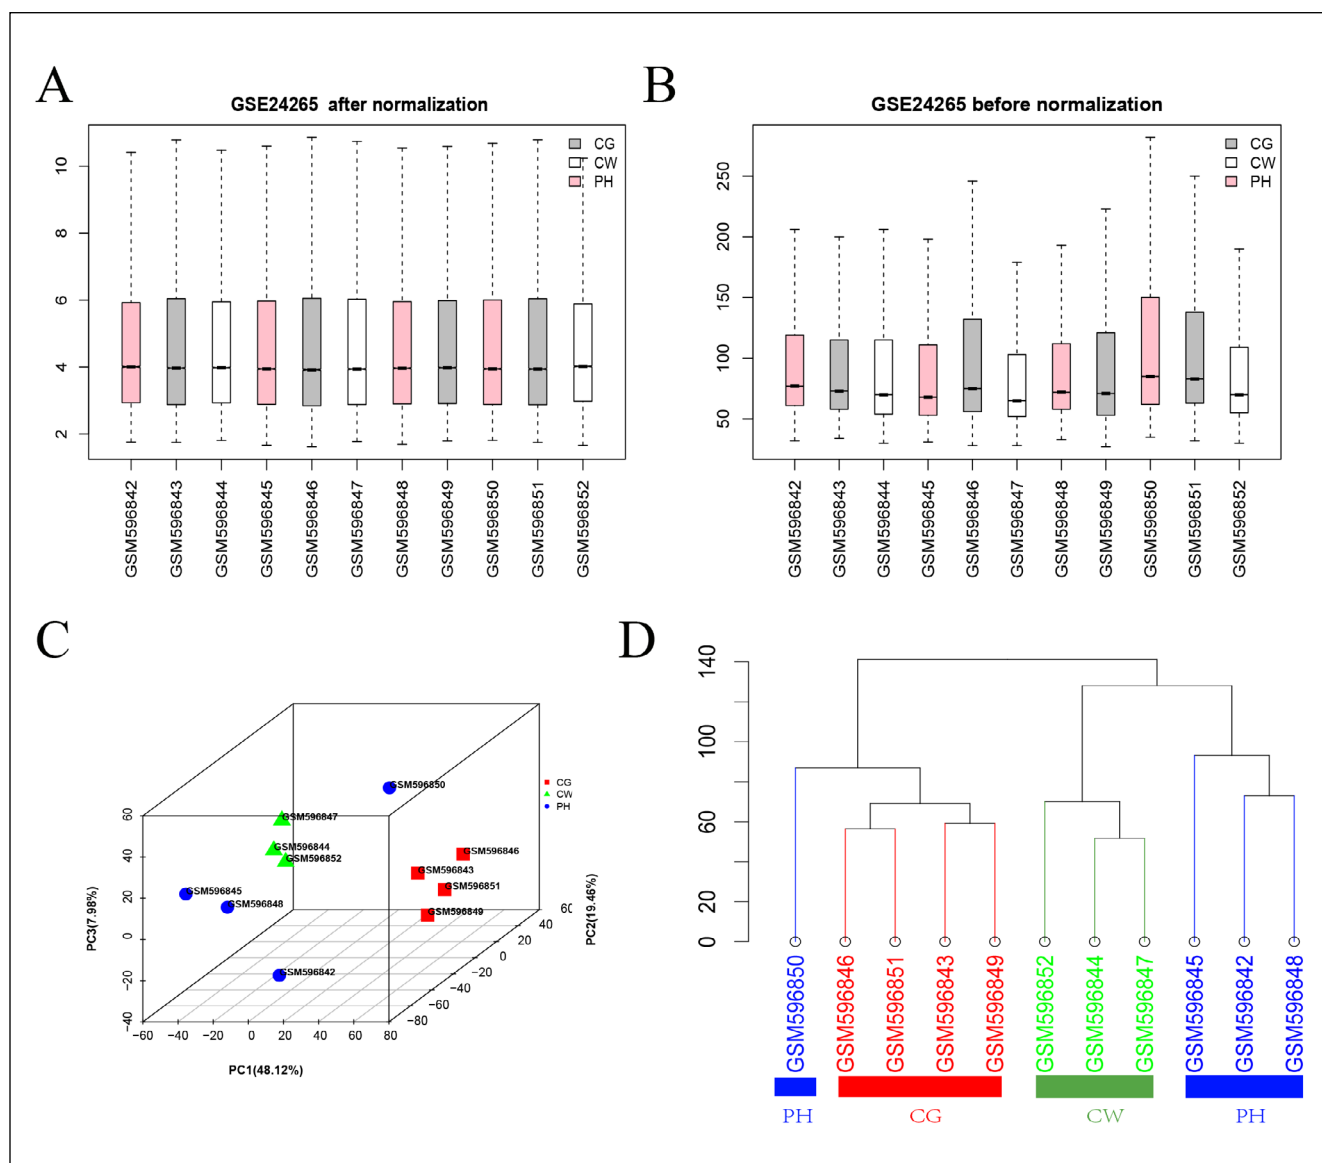 A
GSE24265 after normalization
CG
CW
PH
10
8
6
4
2
GSM596842
GSM596843
GSM596844
GSM596845
GSM596846
GSM596847
GSM596848
GSM596849
GSM596850
GSM596851
GSM596852
B
GSE24265 before normalization
CG
CW
PH
250
200
150
100
50
GSM596842
GSM596843
GSM596844
GSM596845
GSM596846
GSM596847
GSM596848
GSM596849
GSM596850
GSM596851
GSM596852
C
GSM596850
CG
CW
PH
GSM596847
GSM596844
GSM596852
GSM596846
GSM596843
GSM596851
GSM596845
GSM596848
GSM596849
GSM596842
PC3(7.98%)
60
40
20
0
−20
−40
−60
−40
−20
0
20
40
60
80
PC1(48.12%)
−80
−60
−40
−20
0
20
40
60
PC2(19.46%)
D
140
100
60
20
0
GSM596850
GSM596846
GSM596851
GSM596843
GSM596849
GSM596852
GSM596844
GSM596847
GSM596845
GSM596842
GSM596848
PH
CG
CW
PH